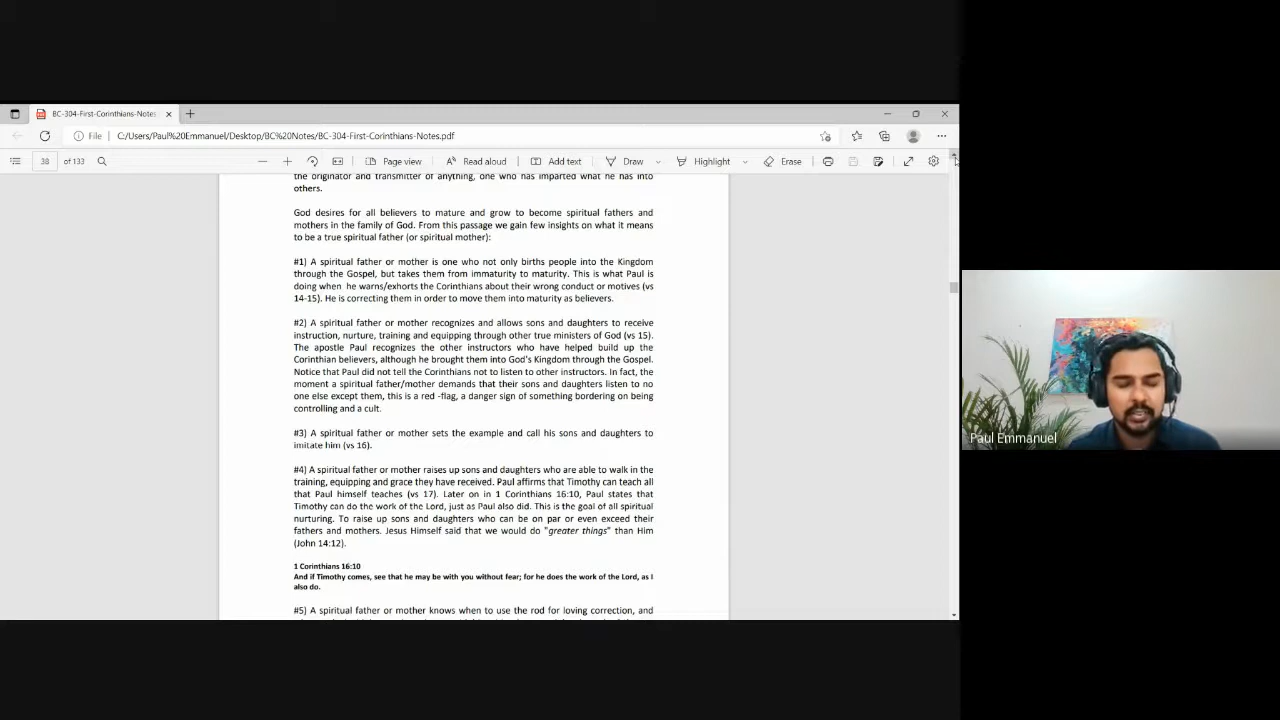 BC-304-First-Corinthians-Notes
File
C:/Users/Paul%20Emmanuel/Desktop/BC%20Notes/BC-304-First-Corinthians-Notes.pdf
38 of 133
Page view
Read aloud
Add text
Draw
Highlight
Erase
the originator and transmitter of anything, one who has imparted what he has into
others.
God desires for all believers to mature and grow to become spiritual fathers and
mothers in the family of God. From this passage we gain few insights on what it means
to be a true spiritual father (or spiritual mother):
#1) A spiritual father or mother is one who not only births people into the Kingdom
through the Gospel, but takes them from immaturity to maturity. This is what Paul is
doing when he warns/exhorts the Corinthians about their wrong conduct or motives (vs
14-15). He is correcting them in order to move them into maturity as believers.
#2) A spiritual father or mother recognizes and allows sons and daughters to receive
instruction, nurture, training and equipping through other true ministers of God (vs 15).
The apostle Paul recognizes the other instructors who have helped build up the
Corinthian believers, although he brought them into God's Kingdom through the Gospel.
Notice that Paul did not tell the Corinthians not to listen to other instructors. In fact, the
moment a spiritual father/mother demands that their sons and daughters listen to no
one else except them, this is a red -flag, a danger sign of something bordering on being
controlling and a cult.
#3) A spiritual father or mother sets the example and call his sons and daughters to
imitate him (vs 16).
#4) A spiritual father or mother raises up sons and daughters who are able to walk in the
training, equipping and grace they have received. Paul affirms that Timothy can teach all
that Paul himself teaches (vs 17). Later on in 1 Corinthians 16:10, Paul states that
Timothy can do the work of the Lord, just as Paul also did. This is the goal of all spiritual
nurturing. To raise up sons and daughters who can be on par or even exceed their
fathers and mothers. Jesus Himself said that we would do "greater things" than Him
(John 14:12).
1 Corinthians 16:10
And if Timothy comes, see that he may be with you without fear; for he does the work of the Lord, as I
also do.
#5) A spiritual father or mother knows when to use the rod for loving correction, and
Paul Emmanuel